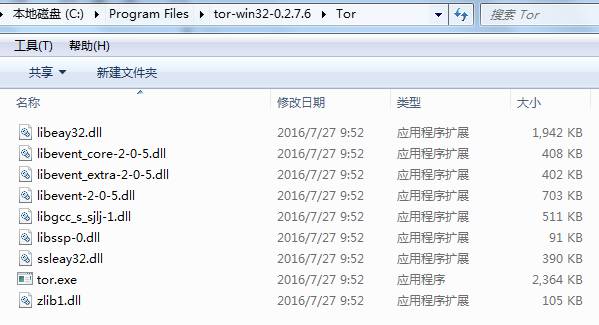 本地磁盘 (C:) Program Files tor-win32-0.2.7.6 Tor 搜索 Tor
工具(T) 帮助(H)
共享 新建文件夹
名称 修改日期 类型 大小
libeay32.dll 2016/7/27 9:52 应用程序扩展 1,942 KB
libevent_core-2-0-5.dll 2016/7/27 9:52 应用程序扩展 408 KB
libevent_extra-2-0-5.dll 2016/7/27 9:52 应用程序扩展 402 KB
libevent-2-0-5.dll 2016/7/27 9:52 应用程序扩展 703 KB
libgcc_s_sjlj-1.dll 2016/7/27 9:52 应用程序扩展 511 KB
libssp-0.dll 2016/7/27 9:52 应用程序扩展 91 KB
ssleay32.dll 2016/7/27 9:52 应用程序扩展 390 KB
tor.exe 2016/7/27 9:52 应用程序 2,364 KB
zlib1.dll 2016/7/27 9:52 应用程序扩展 105 KB